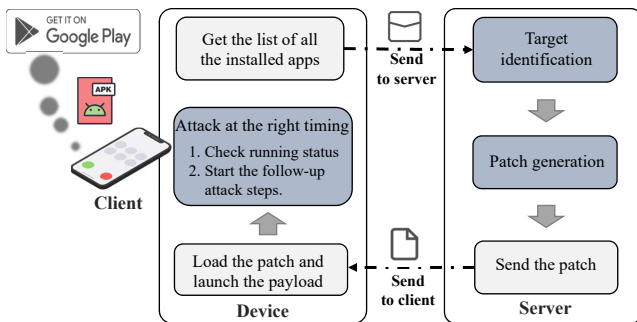 GET IT ON
Google Play
APK
Client
Get the list of all
the installed apps
Attack at the right timing
1. Check running status
2. Start the follow-up
attack steps.
Load the patch and
launch the payload
Device
Send
to server
Send
to client
Target
identification
Patch generation
Send the patch
Server